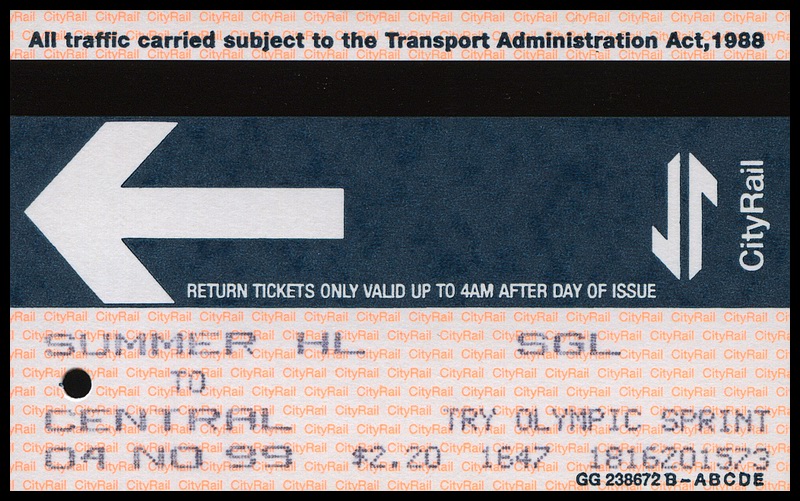 All traffic carried subject to the Transport Administration Act,1988
CityRail
RETURN TICKETS ONLY VALID UP TO 4AM AFTER DAY OF ISSUE
SUMMER HL SGL
TO
CENTRAL TRY OLYMPIC SPRINT
04 NO 99 $2.20 1647 1816201573
GG 238672 B - ABCDE